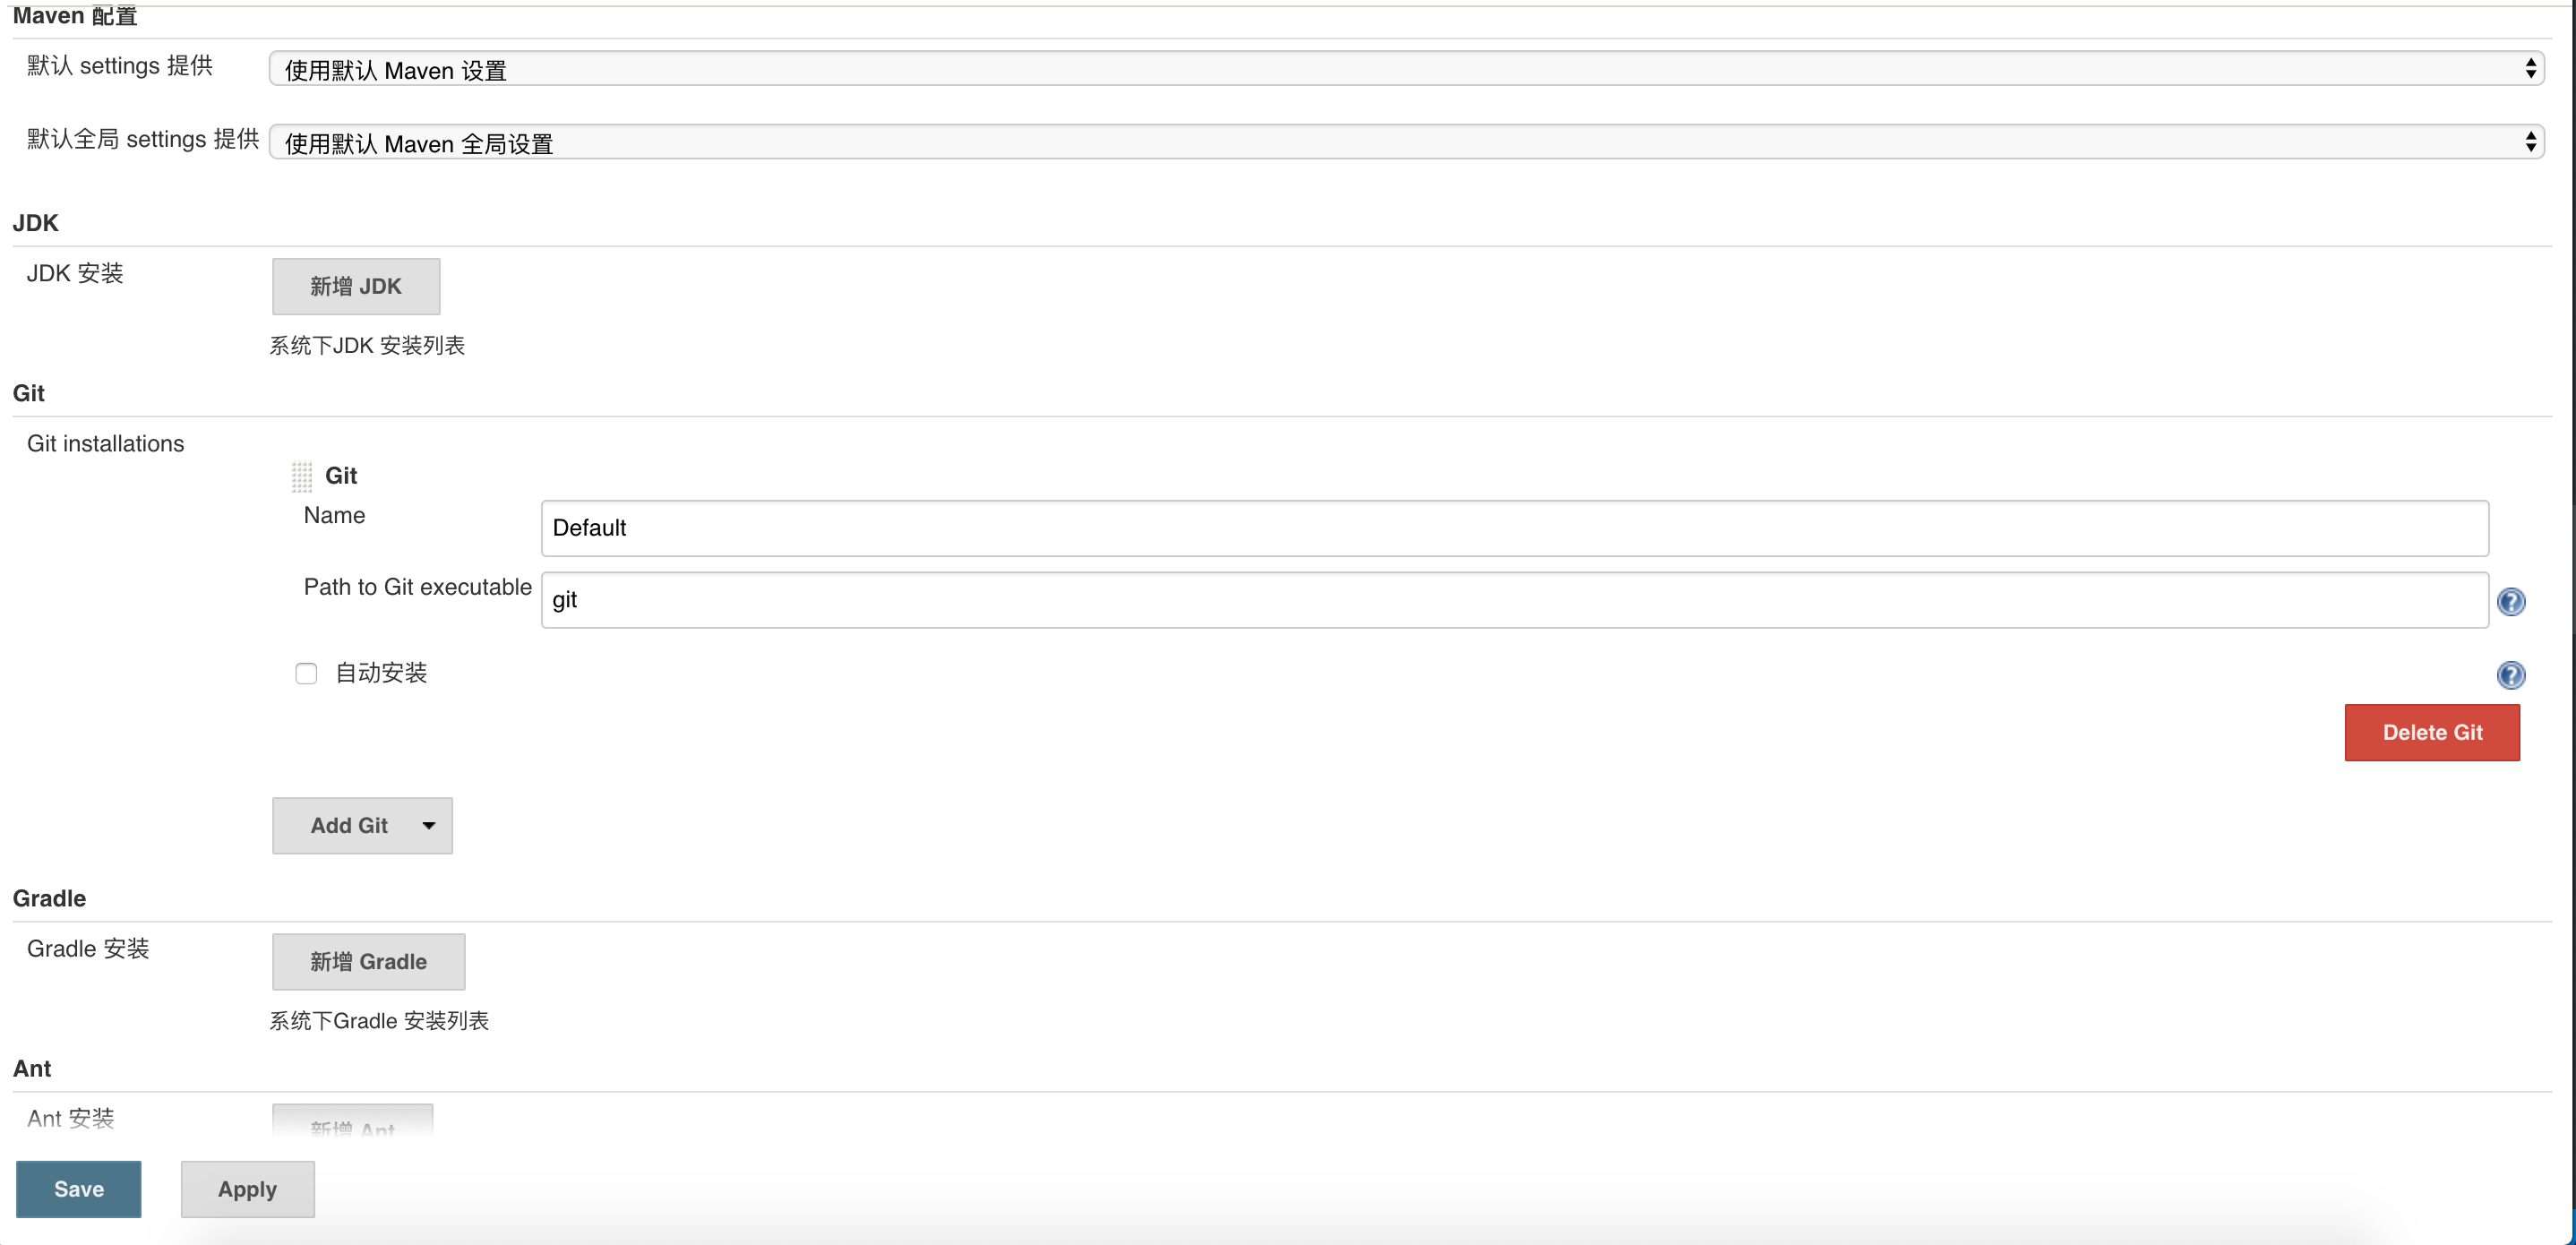 Maven 配置
默认 settings 提供
使用默认 Maven 设置
默认全局 settings 提供
使用默认 Maven 全局设置
JDK
JDK 安装
新增 JDK
系统下JDK 安装列表
Git
Git installations
Git
Name
Default
Path to Git executable
git
自动安装
Delete Git
Add Git
Gradle
Gradle 安装
新增 Gradle
系统下Gradle 安装列表
Ant
Ant 安装
新增 Ant
Save
Apply